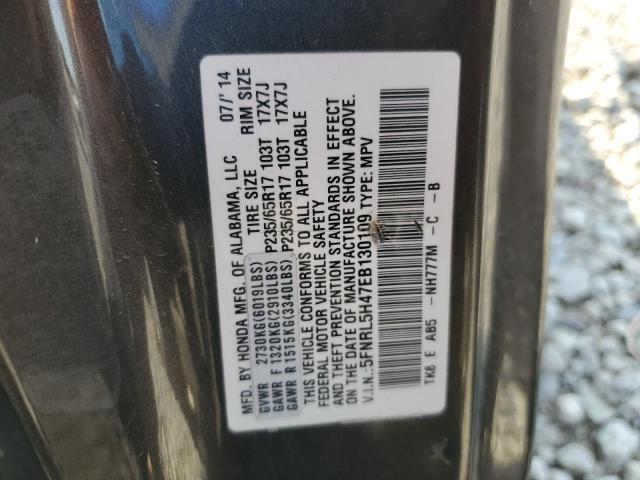 MFD. BY HONDA MFG. OF ALABAMA, LLC 07/'14
TIRE SIZE RIM SIZE
GVWR 2730KG(6019LBS)
GAWR F 1320KG(2910LBS) P235/65R17 103T 17X7J
GAWR R 1515KG(3340LBS) P235/65R17 103T 17X7J
THIS VEHICLE CONFORMS TO ALL APPLICABLE
FEDERAL MOTOR VEHICLE SAFETY
AND THEFT PREVENTION STANDARDS IN EFFECT
ON THE DATE OF MANUFACTURE SHOWN ABOVE.
V.I.N.: 5FNRL5H47EB130109 TYPE: MPV
TK8 E AB5 -NH777M -C -B